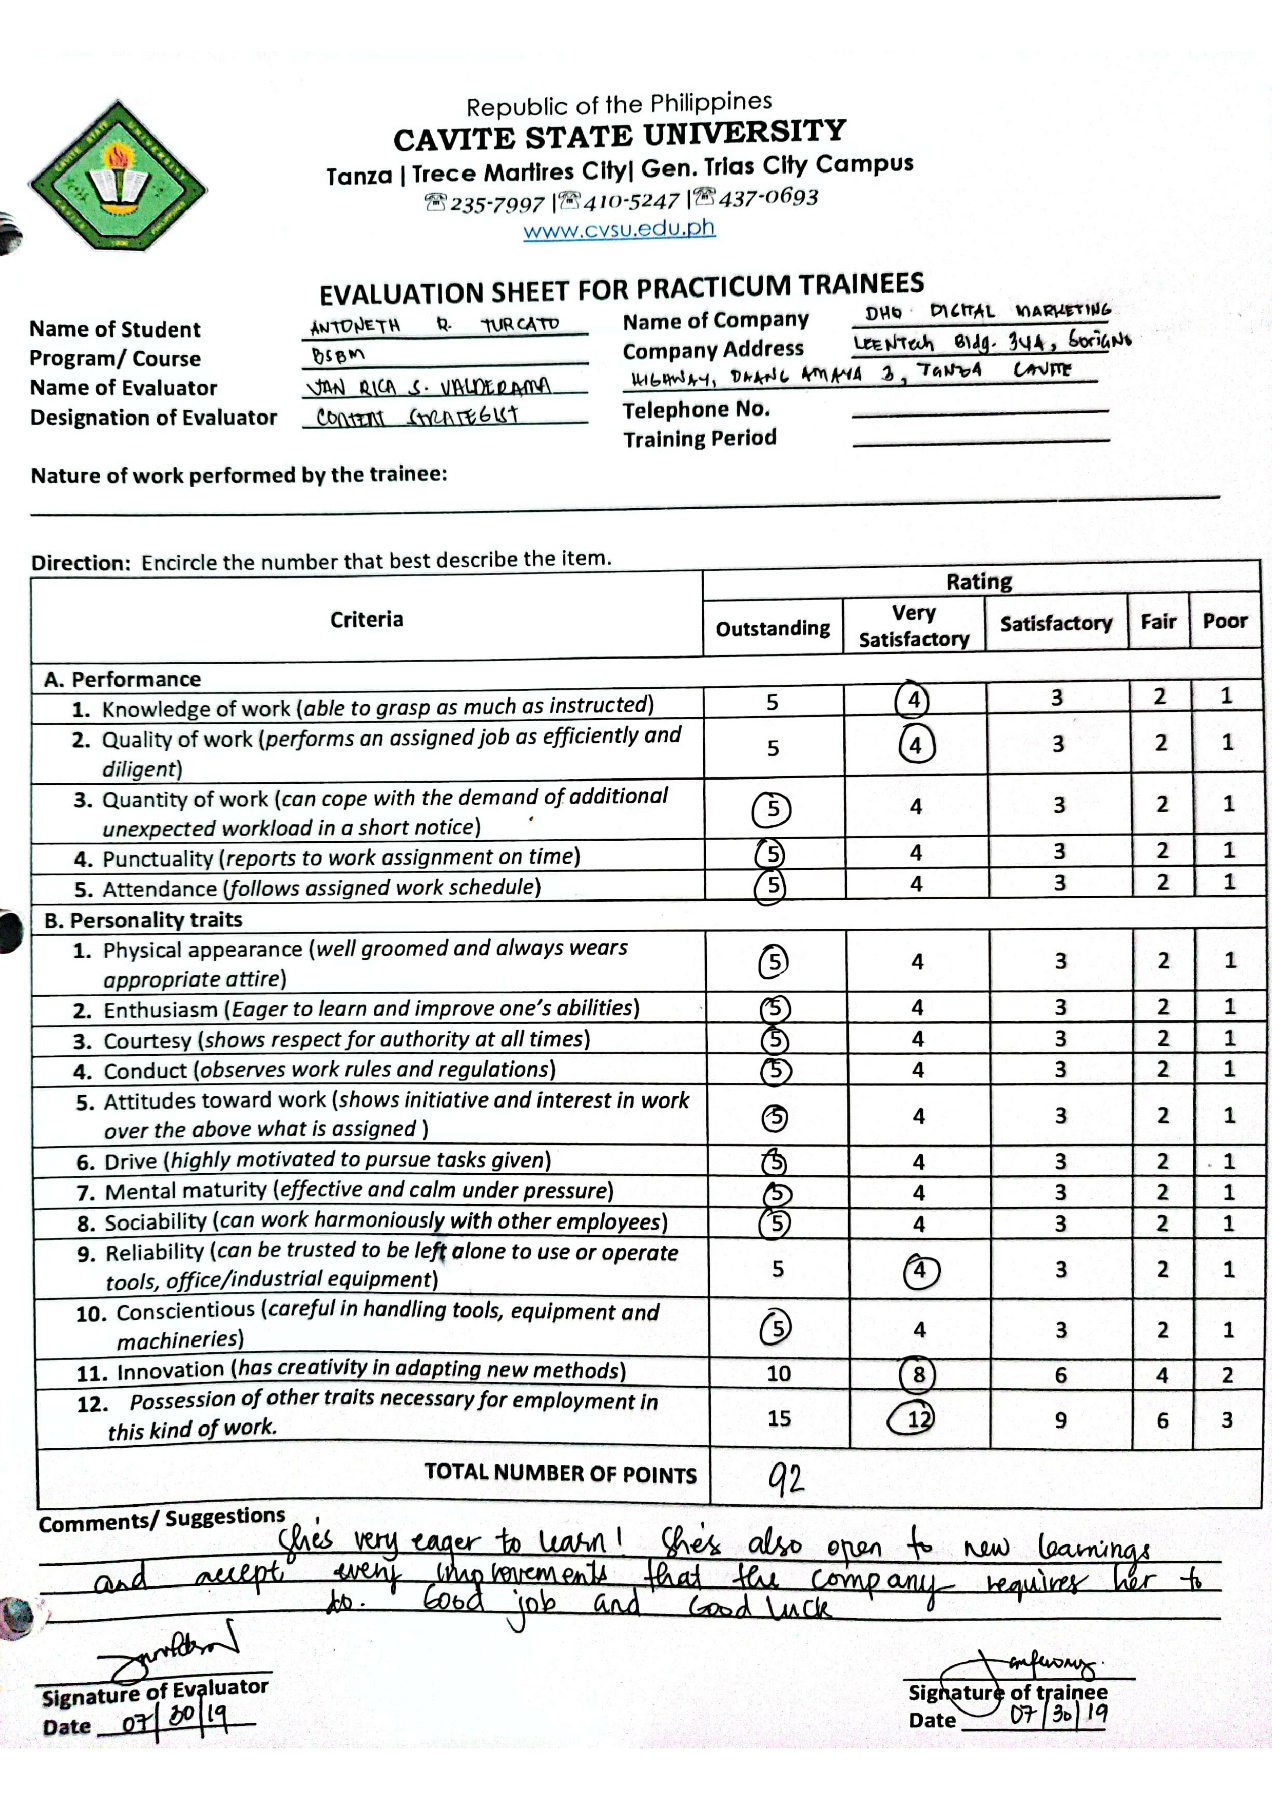 Republic of the Philippines
CAVITE STATE UNIVERSITY
Tanza | Trece Martires City| Gen. Trias City Campus
☏235-7997 |☏410-5247 |☏437-0693
www.cvsu.edu.ph
EVALUATION SHEET FOR PRACTICUM TRAINEES
Name of Student ANTONETH R. TURCATO
Program/ Course BSBM
Name of Evaluator VAN RICA S. VALDERAMA
Designation of Evaluator CONTENT STRATEGIST
Name of Company DHQ DIGITAL MARKETING
Company Address LEENTech Bldg. 344, Soriano
HIGHWAY, DAANG AMAYA 3, TANZA CAVITE
Telephone No.
Training Period
Nature of work performed by the trainee:
Direction: Encircle the number that best describe the item.
Criteria Rating
Outstanding Very Satisfactory Satisfactory Fair Poor
A. Performance
1. Knowledge of work (able to grasp as much as instructed) 5 4 3 2 1
2. Quality of work (performs an assigned job as efficiently and
diligent) 5 4 3 2 1
3. Quantity of work (can cope with the demand of additional
unexpected workload in a short notice) 5 4 3 2 1
4. Punctuality (reports to work assignment on time) 5 4 3 2 1
5. Attendance (follows assigned work schedule) 5 4 3 2 1
B. Personality traits
1. Physical appearance (well groomed and always wears
appropriate attire) 5 4 3 2 1
2. Enthusiasm (Eager to learn and improve one's abilities) 5 4 3 2 1
3. Courtesy (shows respect for authority at all times) 5 4 3 2 1
4. Conduct (observes work rules and regulations) 5 4 3 2 1
5. Attitudes toward work (shows initiative and interest in work
over the above what is assigned ) 5 4 3 2 1
6. Drive (highly motivated to pursue tasks given) 5 4 3 2 1
7. Mental maturity (effective and calm under pressure) 5 4 3 2 1
8. Sociability (can work harmoniously with other employees) 5 4 3 2 1
9. Reliability (can be trusted to be left alone to use or operate
tools, office/industrial equipment) 5 4 3 2 1
10. Conscientious (careful in handling tools, equipment and
machineries) 5 4 3 2 1
11. Innovation (has creativity in adapting new methods) 10 8 6 4 2
12. Possession of other traits necessary for employment in
this kind of work. 15 12 9 6 3
TOTAL NUMBER OF POINTS 92
Comments/ Suggestions
She's very eager to learn! She's also open to new learnings
and accept every improvements that the company requires her to
to. Good job and Good luck
Signature of Evaluator
Date 07/30/19
Signature of trainee
Date 07/30/19